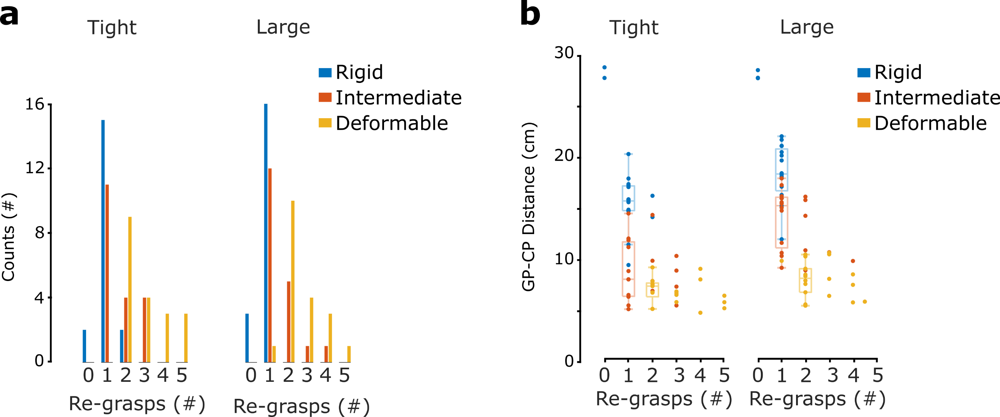 a
Tight
Large
Rigid
Intermediate
Deformable
Counts (#)
16
12
8
4
0
0 1 2 3 4 5
0 1 2 3 4 5
Re-grasps (#)
Re-grasps (#)
b
Tight
Large
Rigid
Intermediate
Deformable
GP-CP Distance (cm)
30
20
10
0
0 1 2 3 4 5
0 1 2 3 4 5
Re-grasps (#)
Re-grasps (#)